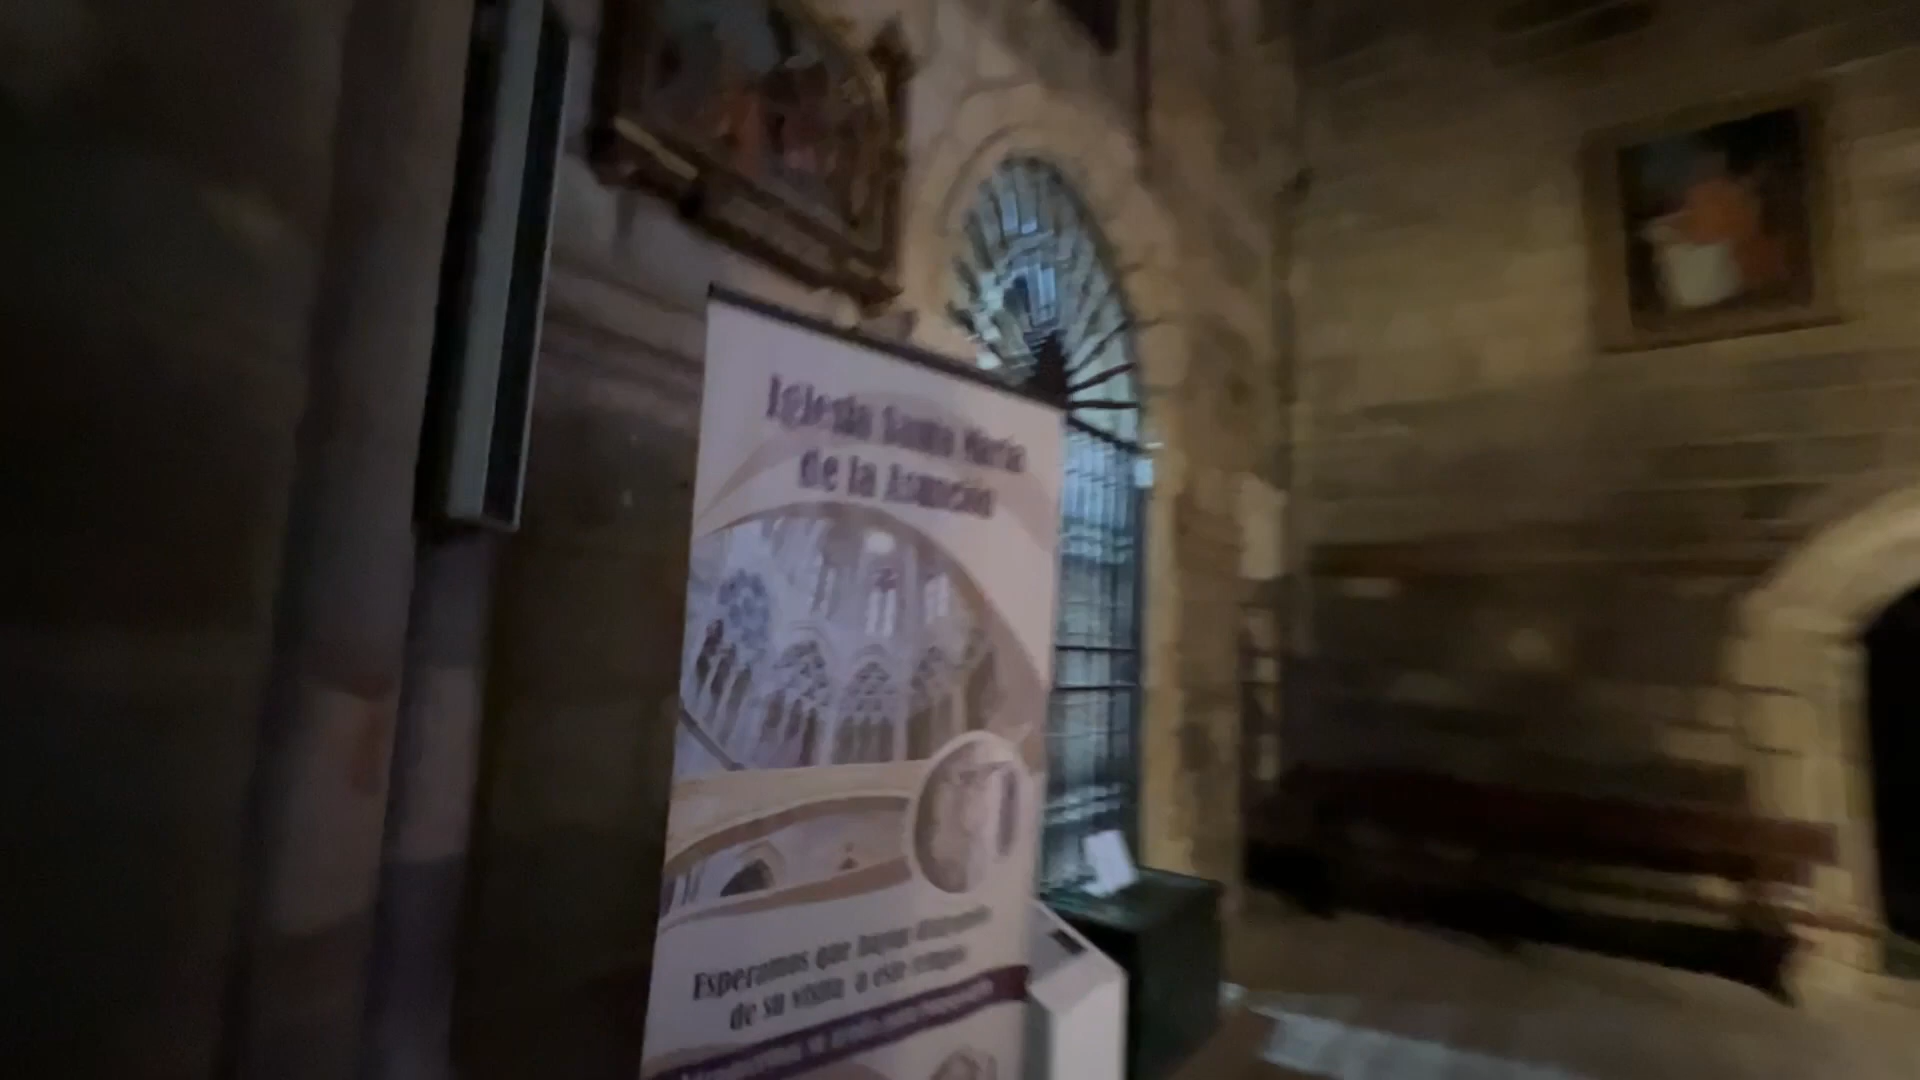 Iglesia Santa María
de la Asunción
Esperamos que hayan disfrutado
de su visita a este templo